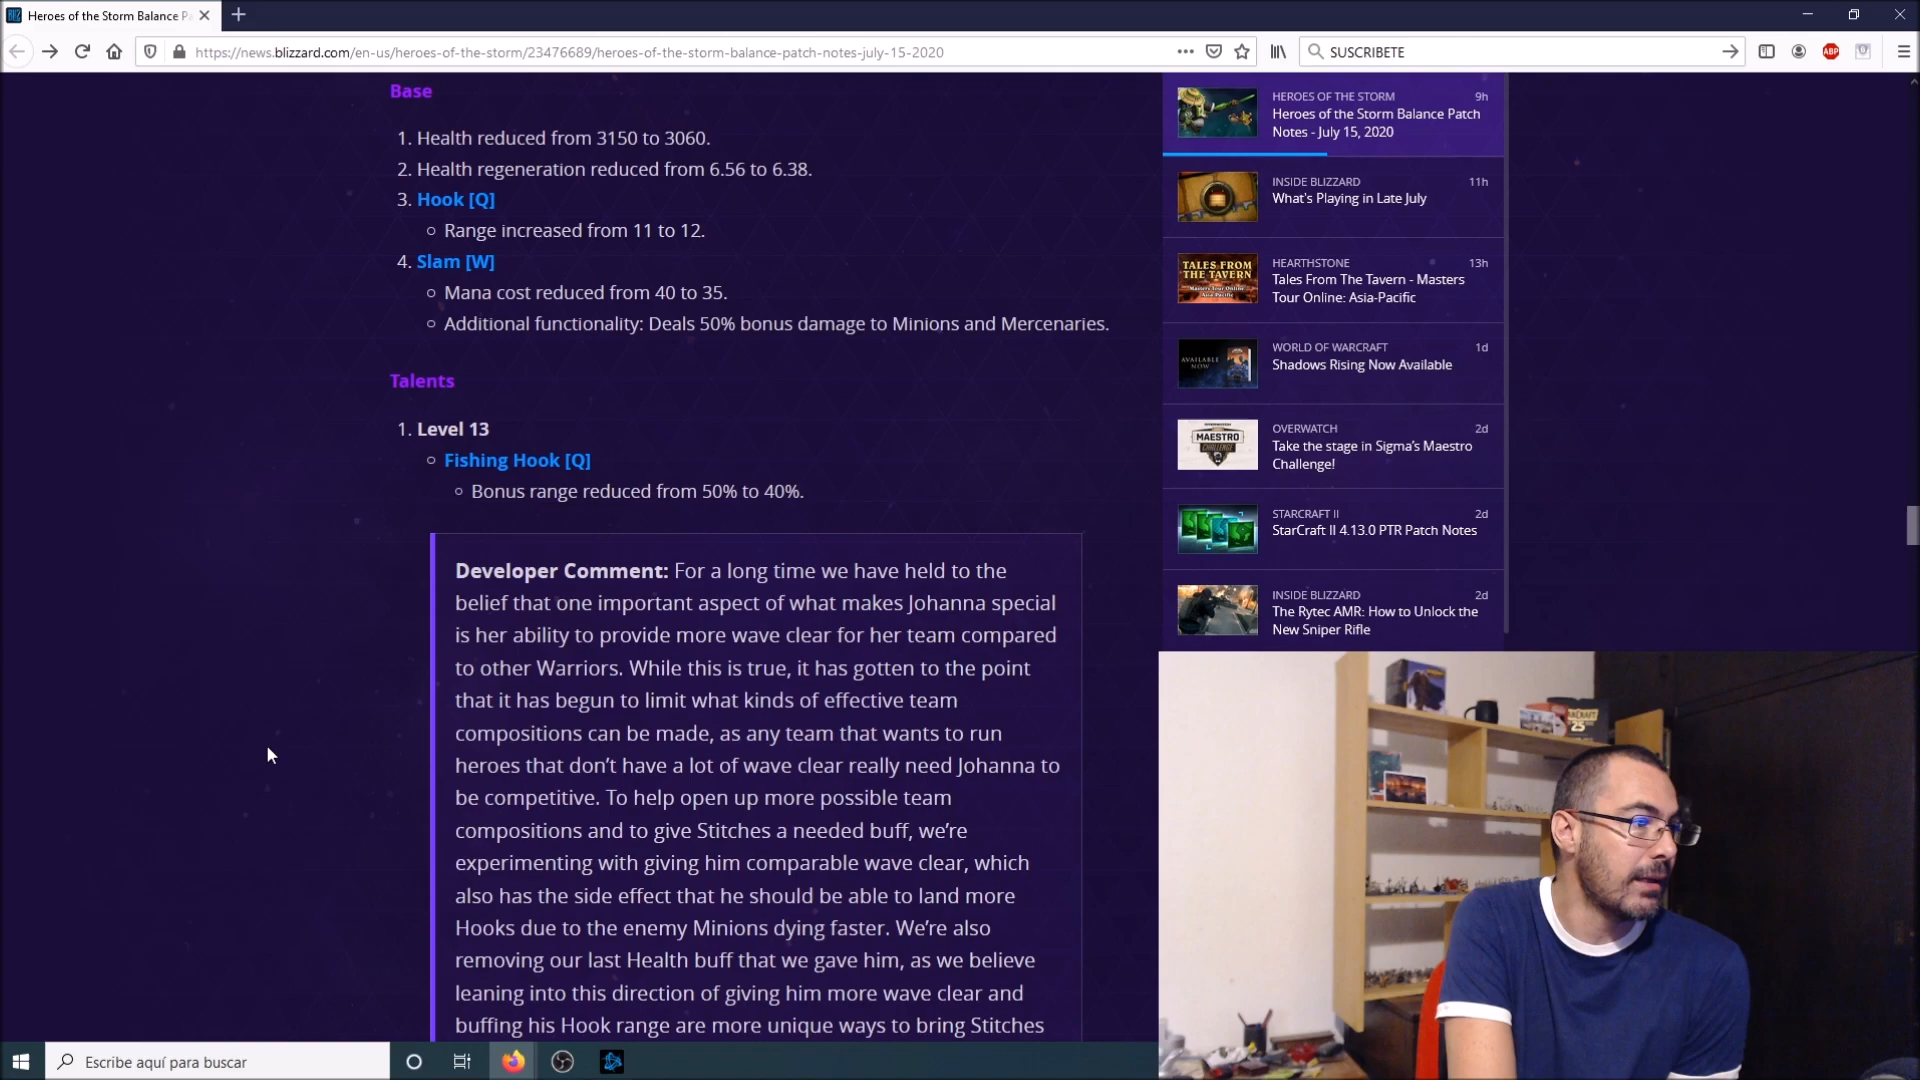 Heroes of the Storm Balance Pa
https://news.blizzard.com/en-us/heroes-of-the-storm/23476689/heroes-of-the-storm-balance-patch-notes-july-15-2020
SUSCRIBETE
ABP
Base
1. Health reduced from 3150 to 3060.
2. Health regeneration reduced from 6.56 to 6.38.
3. Hook [Q]
Range increased from 11 to 12.
4. Slam [W]
Mana cost reduced from 40 to 35.
Additional functionality: Deals 50% bonus damage to Minions and Mercenaries.
Talents
1. Level 13
Fishing Hook [Q]
Bonus range reduced from 50% to 40%.
Developer Comment: For a long time we have held to the
belief that one important aspect of what makes Johanna special
is her ability to provide more wave clear for her team compared
to other Warriors. While this is true, it has gotten to the point
that it has begun to limit what kinds of effective team
compositions can be made, as any team that wants to run
heroes that don't have a lot of wave clear really need Johanna to
be competitive. To help open up more possible team
compositions and to give Stitches a needed buff, we're
experimenting with giving him comparable wave clear, which
also has the side effect that he should be able to land more
Hooks due to the enemy Minions dying faster. We're also
removing our last Health buff that we gave him, as we believe
leaning into this direction of giving him more wave clear and
buffing his Hook range are more unique ways to bring Stitches
HEROES OF THE STORM 9h
Heroes of the Storm Balance Patch
Notes - July 15, 2020
INSIDE BLIZZARD 11h
What's Playing in Late July
TALES FROM
THE TAVERN
Masters Tour Online:
Asia-Pacific
HEARTHSTONE 13h
Tales From The Tavern - Masters
Tour Online: Asia-Pacific
AVAILABLE
NOW
WORLD OF WARCRAFT 1d
Shadows Rising Now Available
MAESTRO
CHALLENGE
OVERWATCH 2d
Take the stage in Sigma's Maestro
Challenge!
STARCRAFT II 2d
StarCraft II 4.13.0 PTR Patch Notes
INSIDE BLIZZARD 2d
The Rytec AMR: How to Unlock the
New Sniper Rifle
Escribe aquí para buscar